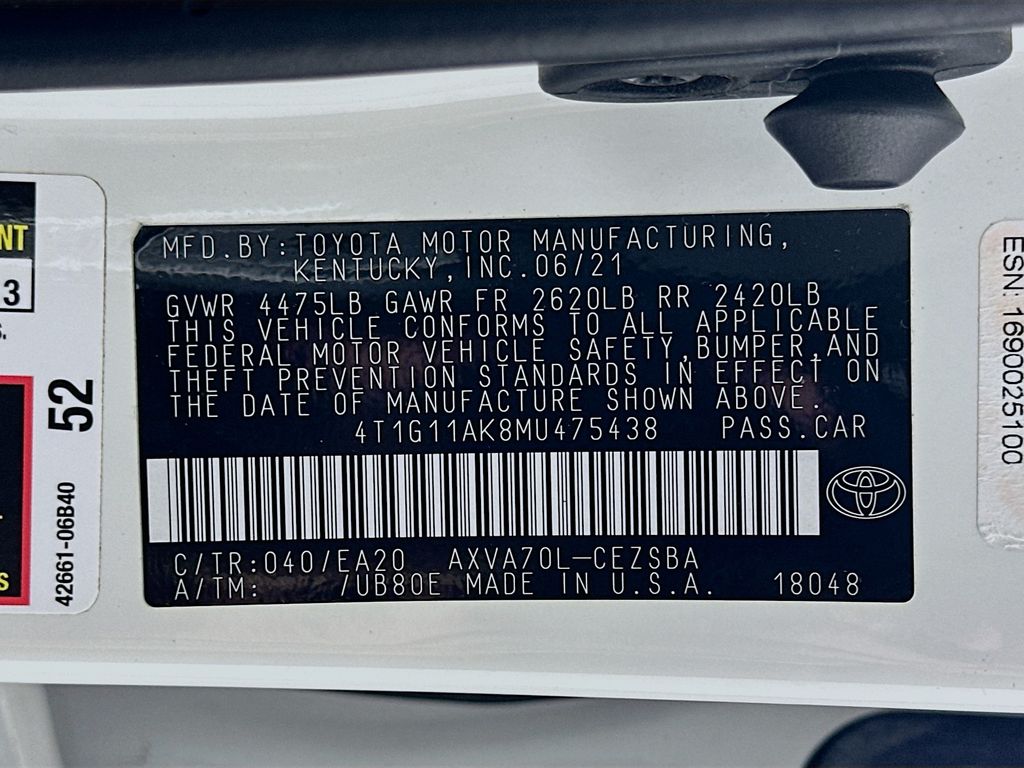 NT
3
S.
52
42661-06B40
S
MFD.BY:TOYOTA MOTOR MANUFACTURING,
KENTUCKY,INC.06/21
GVWR 4475LB GAWR FR 2620LB RR 2420LB
THIS VEHICLE CONFORMS TO ALL APPLICABLE
FEDERAL MOTOR VEHICLE SAFETY,BUMPER,AND
THEFT PREVENTION STANDARDS IN EFFECT ON
THE DATE OF MANUFACTURE SHOWN ABOVE.
4T1G11AK8MU475438 PASS.CAR
C/TR:040/EA20 AXVA70L-CEZSBA
A/TM: /UB80E MADE IN U.S.A. 18048
ESN: 1690025100